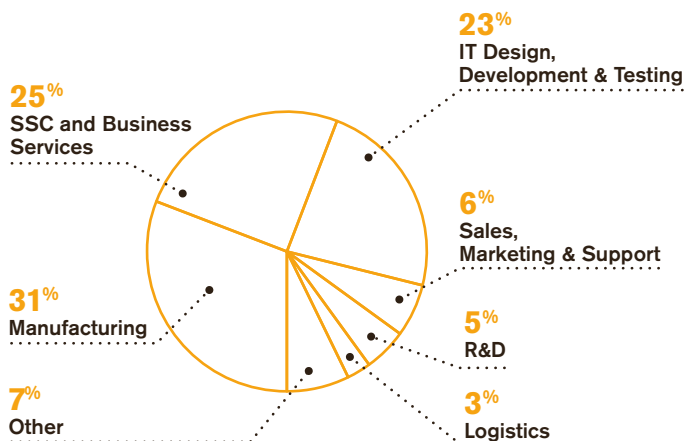 23%
IT Design,
Development & Testing
25%
SSC and Business
Services
6%
Sales,
Marketing & Support
31%
Manufacturing
5%
R&D
7%
Other
3%
Logistics